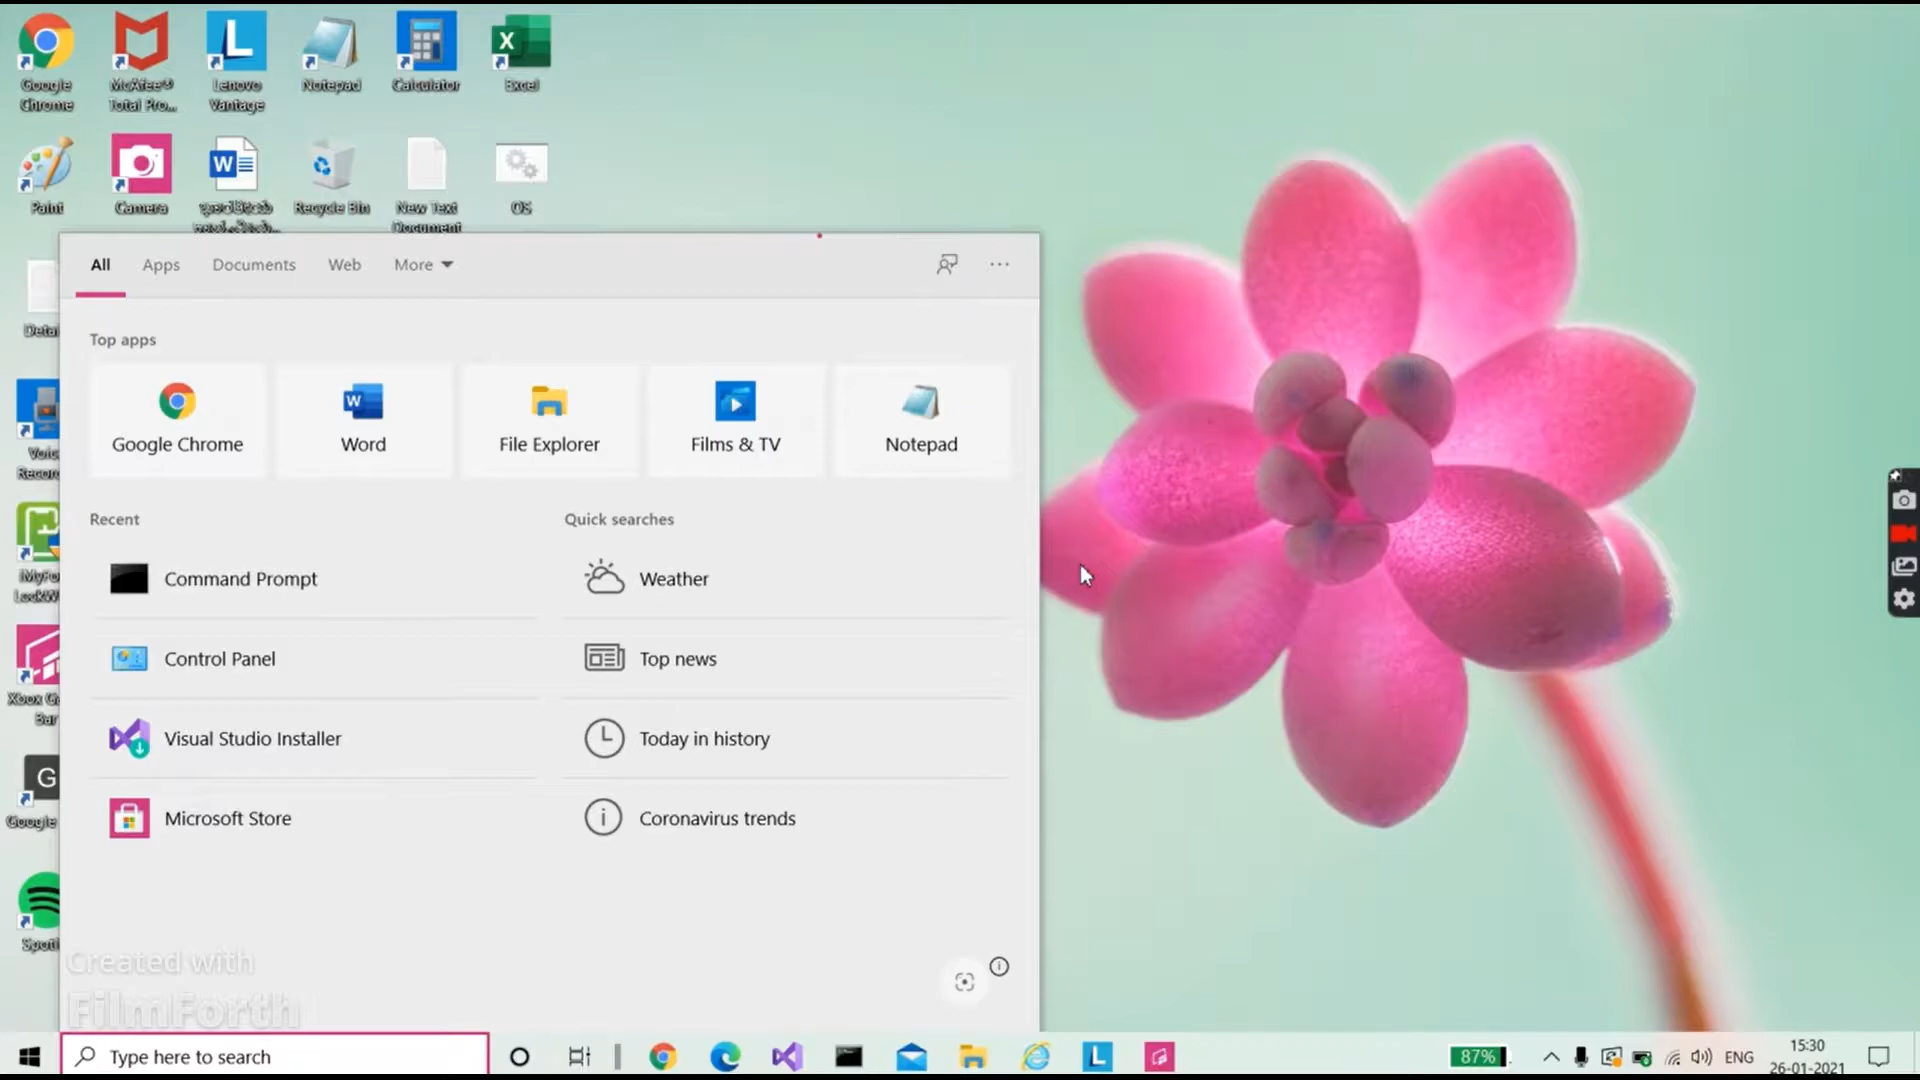 Google
Chrome
McAfee®
Total Pro...
Lenovo
Vantage
Notepad
Calculator
Excel
Paint
Camera
Recycle Bin
New Text
Document
OS
All
Apps
Documents
Web
More
Top apps
Google Chrome
Word
File Explorer
Films & TV
Notepad
Recent
Quick searches
Command Prompt
Weather
Control Panel
Top news
Visual Studio Installer
Today in history
Microsoft Store
Coronavirus trends
Google
Created with
FilmForth
Type here to search
87%
ENG
15:30
26-01-2021